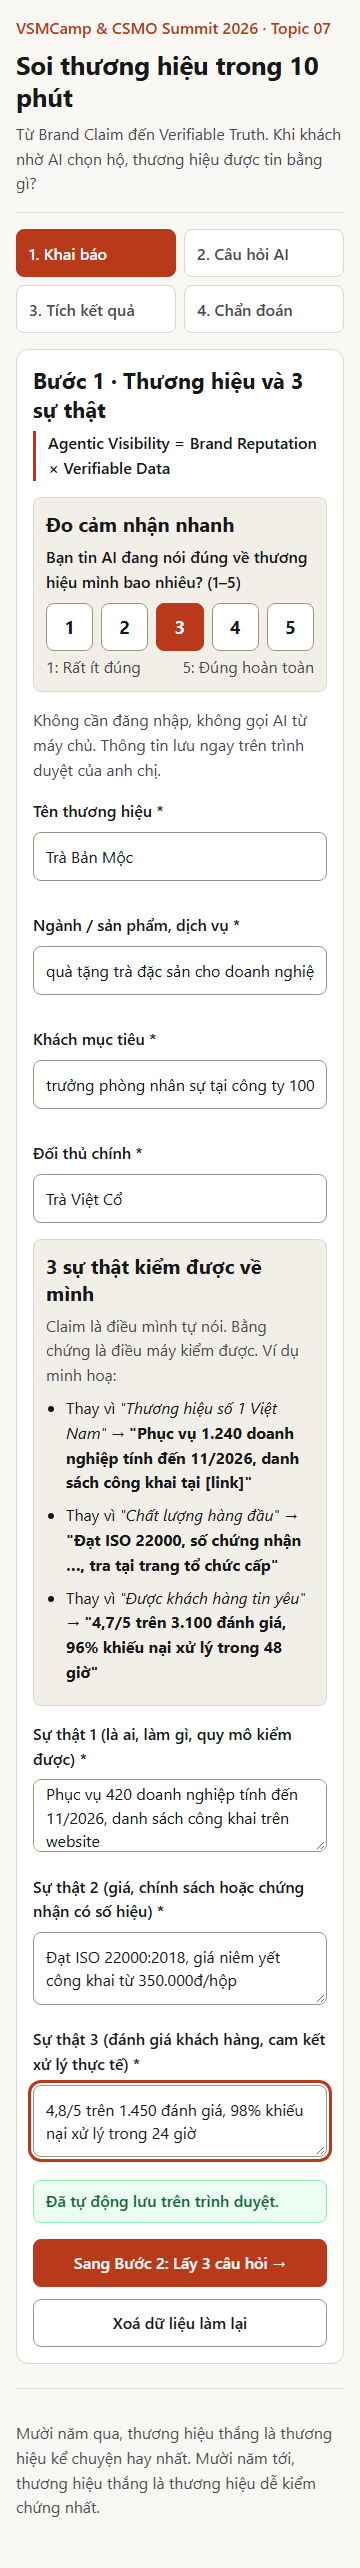 VSMCamp & CSMO Summit 2026 · Topic 07
Soi thương hiệu trong 10
phút
Từ Brand Claim đến Verifiable Truth. Khi khách
nhờ AI chọn hộ, thương hiệu được tin bằng
gì?
1. Khai báo
2. Câu hỏi AI
3. Tích kết quả
4. Chẩn đoán
Bước 1 · Thương hiệu và 3
sự thật
Agentic Visibility = Brand Reputation
× Verifiable Data
Đo cảm nhận nhanh
Bạn tin AI đang nói đúng về thương
hiệu mình bao nhiêu? (1–5)
1 2 3 4 5
1: Rất ít đúng 5: Đúng hoàn toàn
Không cần đăng nhập, không gọi AI từ
máy chủ. Thông tin lưu ngay trên trình
duyệt của anh chị.
Tên thương hiệu *
Trà Bản Mộc
Ngành / sản phẩm, dịch vụ *
quà tặng trà đặc sản cho doanh nghiệ
Khách mục tiêu *
trưởng phòng nhân sự tại công ty 100
Đối thủ chính *
Trà Việt Cổ
3 sự thật kiểm được về
mình
Claim là điều mình tự nói. Bằng
chứng là điều máy kiểm được. Ví dụ
minh hoạ:
• Thay vì "Thương hiệu số 1 Việt
Nam" → "Phục vụ 1.240 doanh
nghiệp tính đến 11/2026, danh
sách công khai tại [link]"
• Thay vì "Chất lượng hàng đầu" →
"Đạt ISO 22000, số chứng nhận
..., tra tại trang tổ chức cấp"
• Thay vì "Được khách hàng tin yêu"
→ "4,7/5 trên 3.100 đánh giá,
96% khiếu nại xử lý trong 48
giờ"
Sự thật 1 (là ai, làm gì, quy mô kiểm
được) *
Phục vụ 420 doanh nghiệp tính đến
11/2026, danh sách công khai trên
website
Sự thật 2 (giá, chính sách hoặc chứng
nhận có số hiệu) *
Đạt ISO 22000:2018, giá niêm yết
công khai từ 350.000đ/hộp
Sự thật 3 (đánh giá khách hàng, cam kết
xử lý thực tế) *
4,8/5 trên 1.450 đánh giá, 98% khiếu
nại xử lý trong 24 giờ
Đã tự động lưu trên trình duyệt.
Sang Bước 2: Lấy 3 câu hỏi →
Xoá dữ liệu làm lại
Mười năm qua, thương hiệu thắng là thương
hiệu kể chuyện hay nhất. Mười năm tới,
thương hiệu thắng là thương hiệu dễ kiểm
chứng nhất.